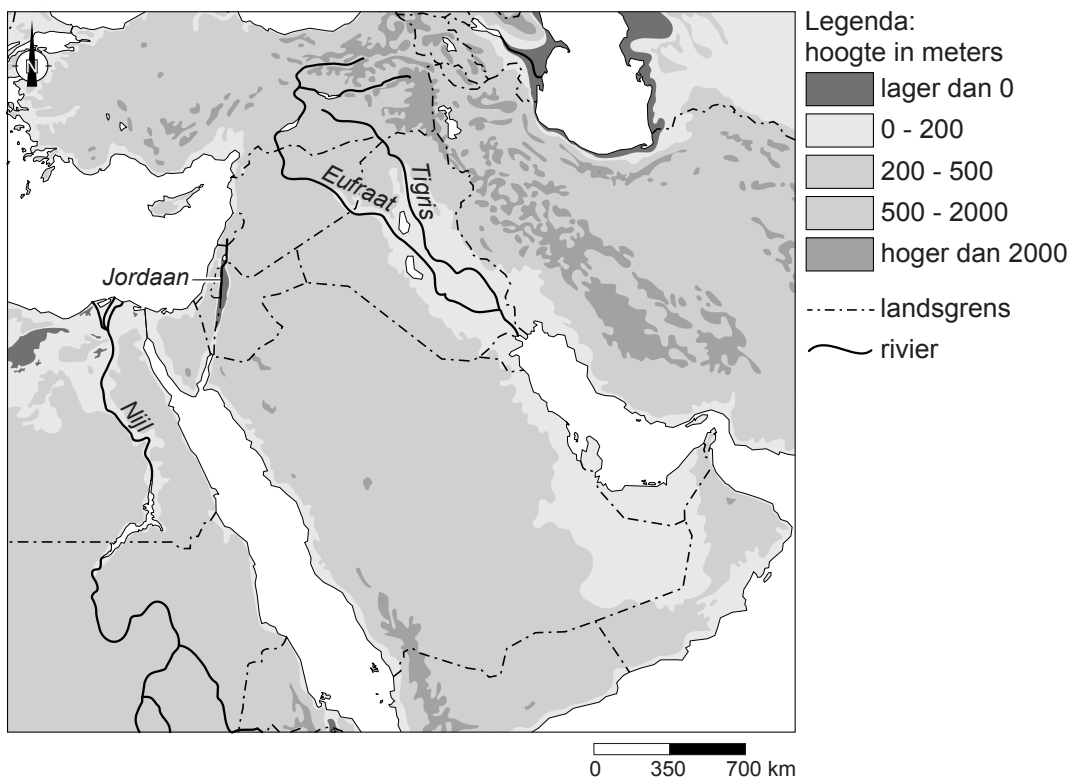 N
Eufraat
Tigris
Jordaan
Nijl
Legenda:
hoogte in meters
lager dan 0
0 - 200
200 - 500
500 - 2000
hoger dan 2000
landsgrens
rivier
0 350 700 km